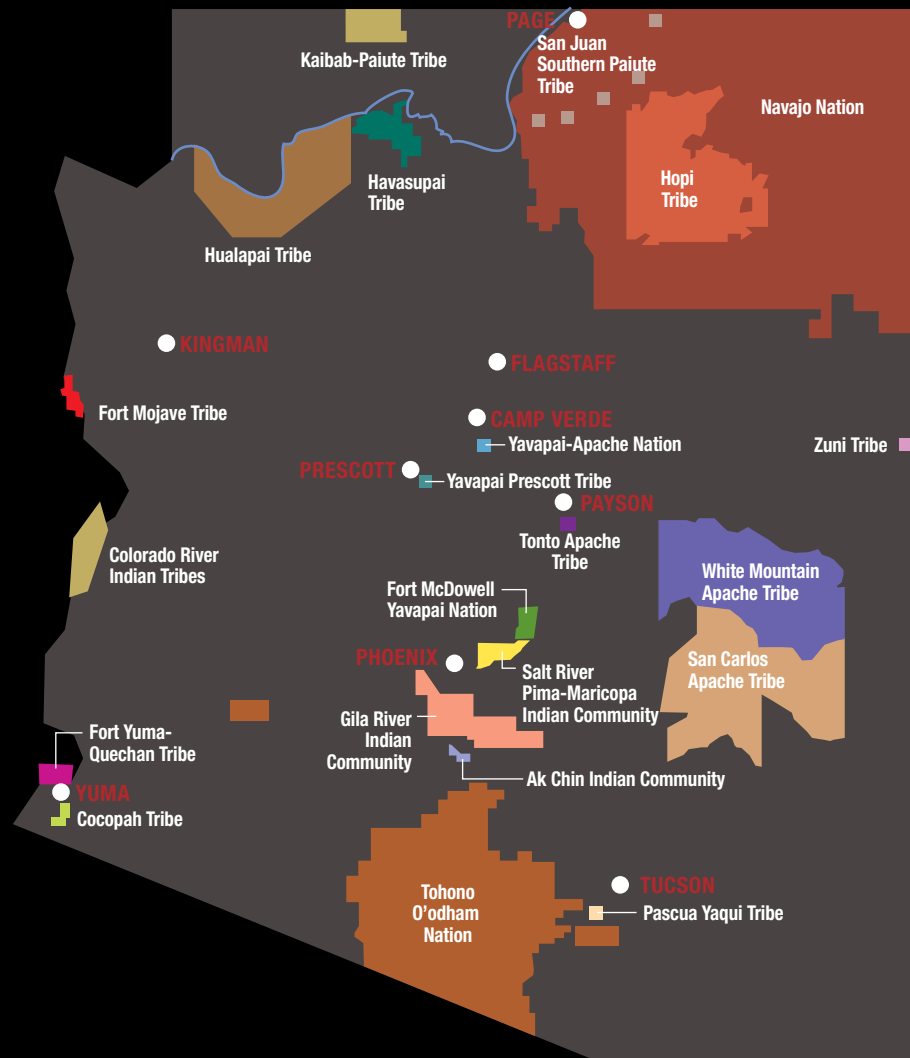 PAGE
San Juan
Southern Paiute
Tribe
Kaibab-Paiute Tribe
Navajo Nation
Hopi
Tribe
Havasupai
Tribe
Hualapai Tribe
KINGMAN
FLAGSTAFF
Fort Mojave Tribe
CAMP VERDE
Yavapai-Apache Nation
Zuni Tribe
PRESCOTT
Yavapai Prescott Tribe
PAYSON
Tonto Apache
Tribe
Colorado River
Indian Tribes
White Mountain
Apache Tribe
Fort McDowell
Yavapai Nation
PHOENIX
San Carlos
Apache Tribe
Salt River
Pima-Maricopa
Indian Community
Gila River
Indian
Community
Fort Yuma-
Quechan Tribe
Ak Chin Indian Community
YUMA
Cocopah Tribe
TUCSON
Tohono
O'odham
Nation
Pascua Yaqui Tribe